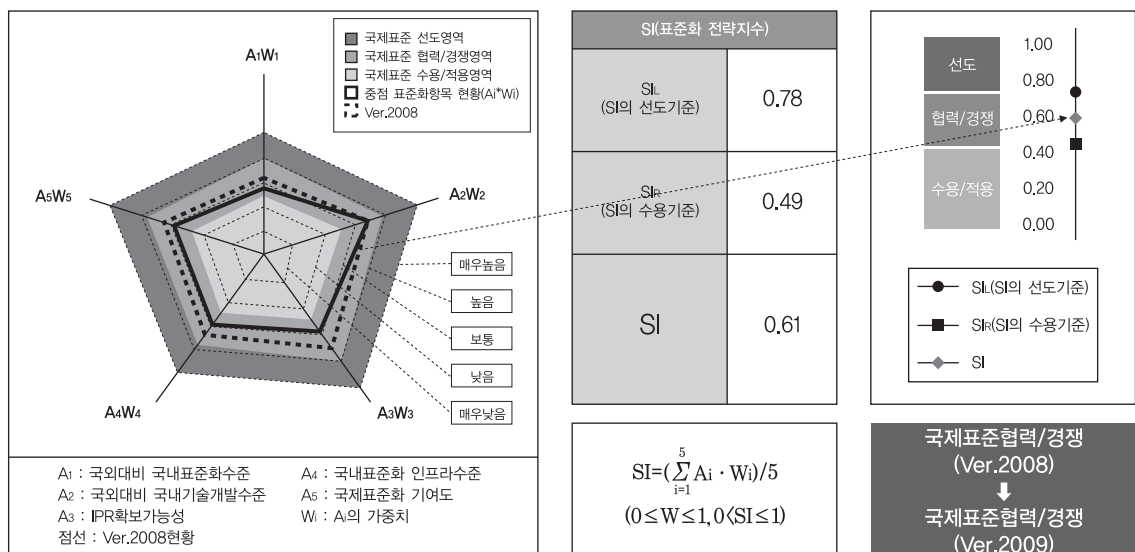 국제표준 선도영역
국제표준 협력/경쟁영역
국제표준 수용/적용영역
중점 표준화항목 현황(Ai*Wi)
Ver.2008
A1W1
A2W2
A3W3
A4W4
A5W5
매우높음
높음
보통
낮음
매우낮음
A1 : 국외대비 국내표준화수준
A2 : 국외대비 국내기술개발수준
A3 : IPR확보가능성
점선 : Ver.2008현황
A4 : 국내표준화 인프라수준
A5 : 국제표준화 기여도
Wi : Ai의 가중치
SI(표준화 전략지수)
SIL
(SI의 선도기준)
0.78
SIR
(SI의 수용기준)
0.49
SI
0.61
SI=(5∑i=1 Ai · Wi)/5
(0≤W≤1, 0<SI≤1)
선도
협력/경쟁
수용/적용
1.00
0.80
0.60
0.40
0.20
0.00
SIL(SI의 선도기준)
SIR(SI의 수용기준)
SI
국제표준협력/경쟁
(Ver.2008)
국제표준협력/경쟁
(Ver.2009)